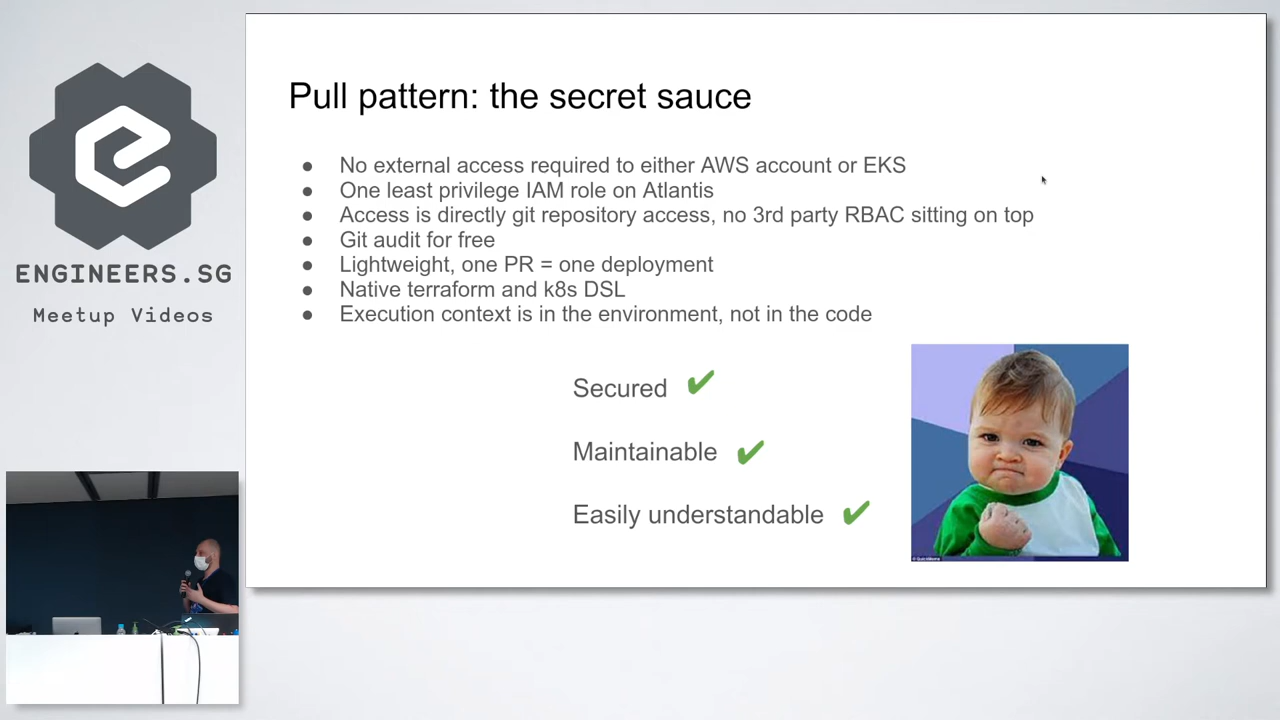 ENGINEERS.SG
Meetup Videos
Pull pattern: the secret sauce
● No external access required to either AWS account or EKS
● One least privilege IAM role on Atlantis
● Access is directly git repository access, no 3rd party RBAC sitting on top
● Git audit for free
● Lightweight, one PR = one deployment
● Native terraform and k8s DSL
● Execution context is in the environment, not in the code
Secured ✔
Maintainable ✔
Easily understandable ✔